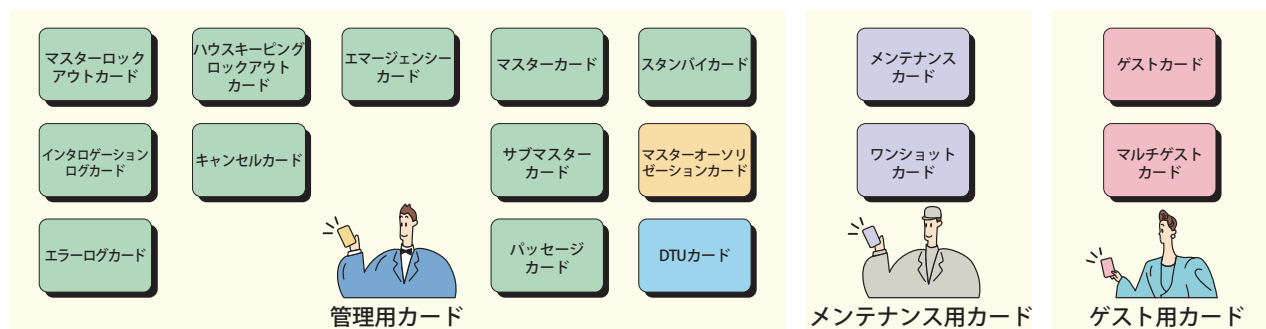 マスターロック
アウトカード
ハウスキーピング
ロックアウト
カード
エマージェンシー
カード
マスターカード
スタンバイカード
インタロゲーション
ログカード
キャンセルカード
サブマスター
カード
マスターオーソリ
ゼーションカード
エラーログカード
パッセージ
カード
DTUカード
管理用カード
メンテナンス
カード
ワンショット
カード
メンテナンス用カード
ゲストカード
マルチゲスト
カード
ゲスト用カード